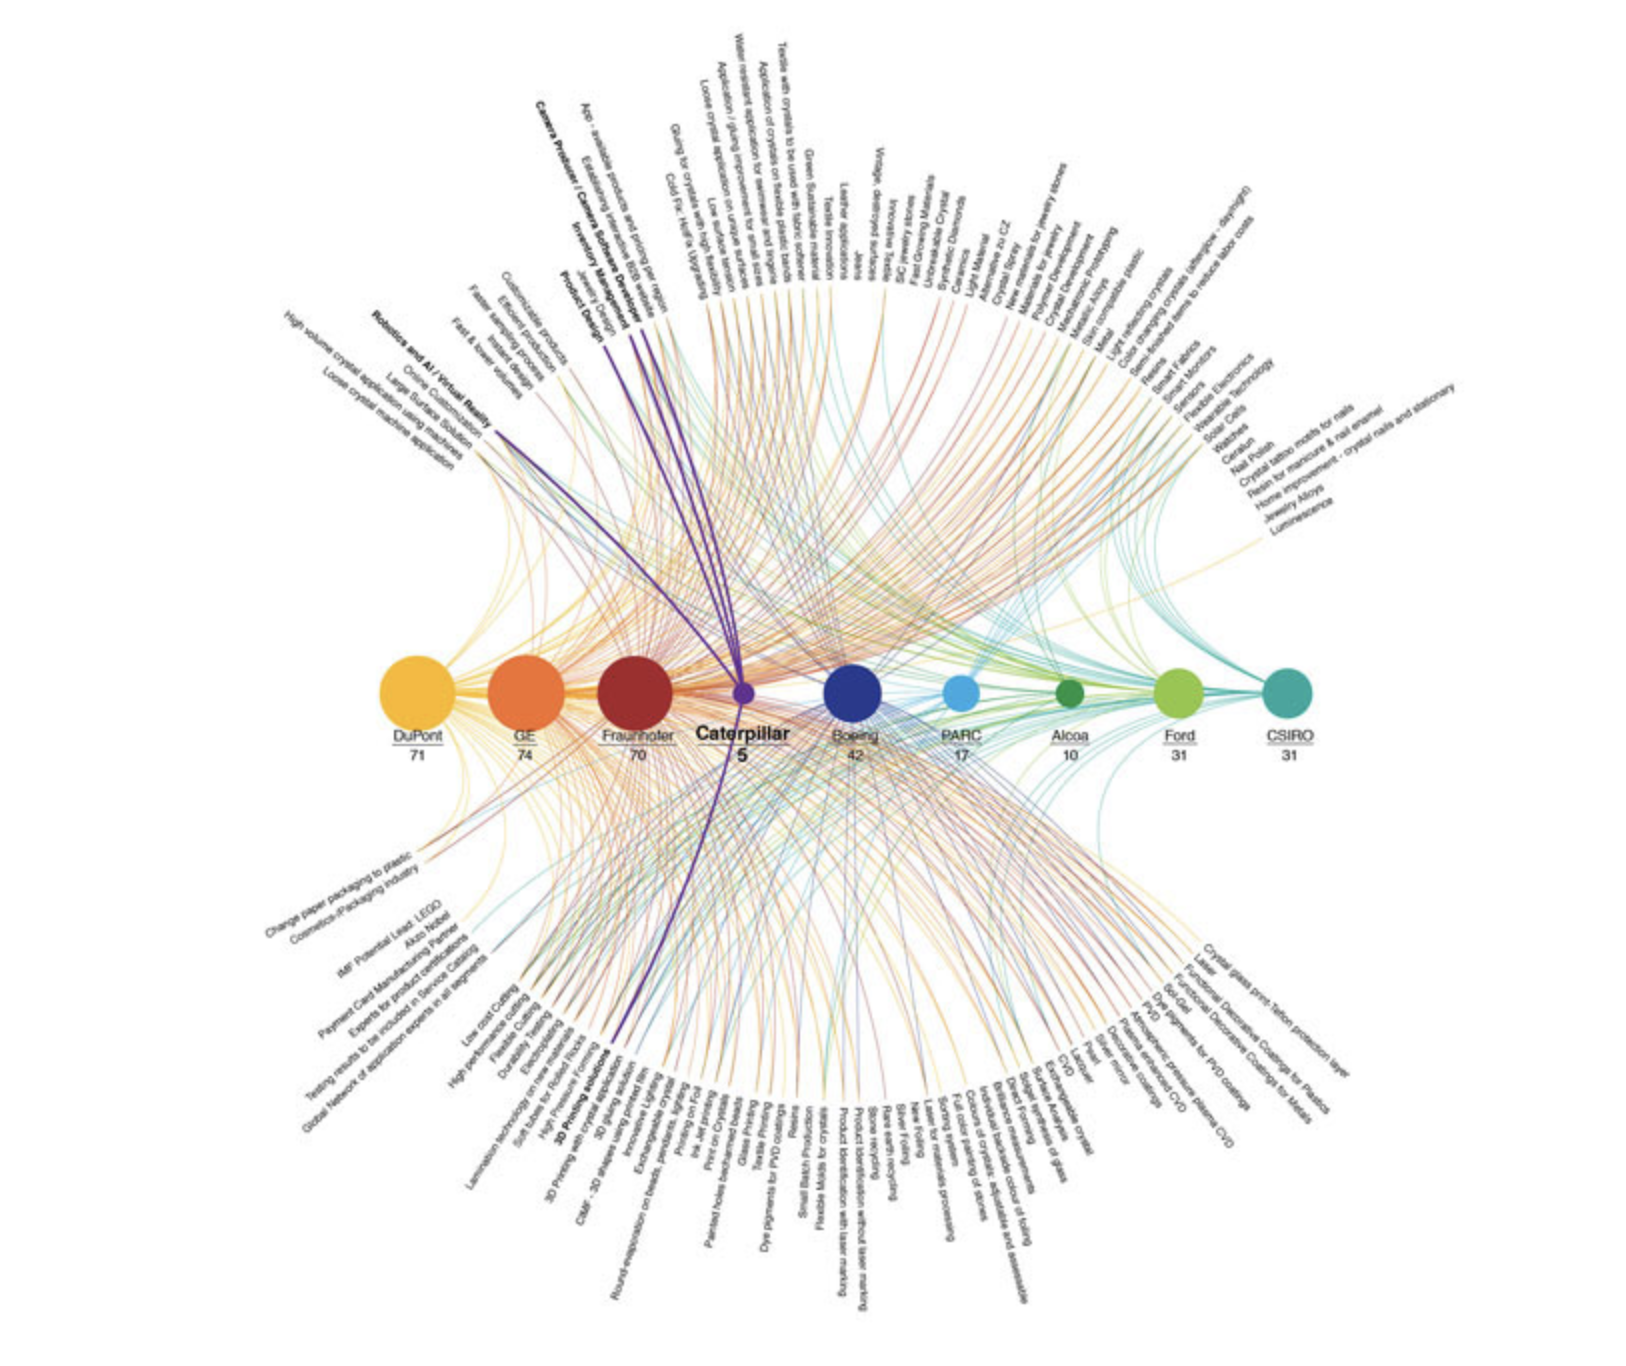 Loose crystal machine application
High volume crystal application using machines
Large Surface Solution
Online Customization
Robotics and AI / Virtual Reality
Fast & lower volumes
Instant design
Faster sampling process
Efficient production
Customizable products
Product Design
Jewelry Design
Inventory Management
Camera Producer / Camera Software Developer
Establishing interactive B2B website
App - available products and pricing per region
Cold Fix: HotFix Upgrading
Gluing for crystals with high flexibility
Low surface tension
Loose crystal application on unique surfaces
Application / gluing improvement for small sizes
Water resistant application for swimwear and lingerie
Application of crystals on flexible plastic bands
Textile with crystals to be used with fabric softener
Green Sustainable material
Textile Innovation
Leather applications
Jeans
Vintage, destroyed surfaces
Innovative Textile
SiC jewelry stones
Fast Growing Materials
Unbreakable Crystal
Synthetic Diamonds
Ceramics
Light Material
Alternative zu CZ
Crystal Spray
New materials for jewelry stones
Materials for jewelry
Polymer Development
Crystal Development
Mechatronic Prototyping
Metallic Alloys
Skin compatible plastic
Metal
Light reflecting crystals
Color changing crystals (afterglow - day/night)
Semi-finished items to reduce labor costs
Resins
Smart Fabrics
Smart Monitors
Sensors
Flexible Electronics
Wearable Technology
Solar Cells
Watches
Ceralun
Nail Polish
Crystal tattoo motifs for nails
Resin for manicure & nail enamel
Home improvement - crystal nails and stationary
Jewelry Alloys
Luminescence
DuPont
71
GE
74
Fraunhofer
70
Caterpillar
5
Boeing
42
PARC
17
Alcoa
10
Ford
31
CSIRO
31
Change paper packaging to plastic
Cosmetics-/Packaging industry
IMF Potential Lead: LEGO
Akzo Nobel
Payment Card Manufacturing Partner
Experts for product certifications
Testing results to be included in Service Catalog
Global Network of application experts in all segments
Low cost Cutting
High performance cutting
Flexible Cutting
Durability Testing
Electroplating
Lamination technology on new materials
Soft tubes for Rolled Rocks
High Pressure Forming
3D Printing solutions
3D Printing with crystal application
3D gluing solution
CIMF - 3D shapes using printed film
Innovative Lighting
Exchangeable crystal
Round-evaporation on beads, pendants, lighting
Printing on Foil
Ink Jet printing
Print on Crystals
Painted holes becharmed beads
Glass Printing
Textile Printing
Dye pigments for PVD coatings
Resins
Small Batch Production
Flexible Molds for crystals
Product Identification with laser marking
Product Identification without laser marking
Stone recycling
Rare earth recycling
Silver Foiling
New Foiling
Laser for materials processing
Sorting system
Full color painting of stones
Colours of crystals: adjustable and assessable
Individual backside colour of foiling
Brilliance measurements
Direct Forming
Solgel synthesis of glass
Surface Analysis
Exchangeable crystal
CVD
Lacquer
Pearl
Silver mirror
Decorative coatings
Plasma enhanced CVD
Atmospheric pressure plasma CVD
PVD
Dye pigments for PVD coatings
Sol-Gel
Functional Decorative Coatings for Metals
Functional Decorative Coatings for Plastics
Laser
Crystal glass print-Teflon protection layer